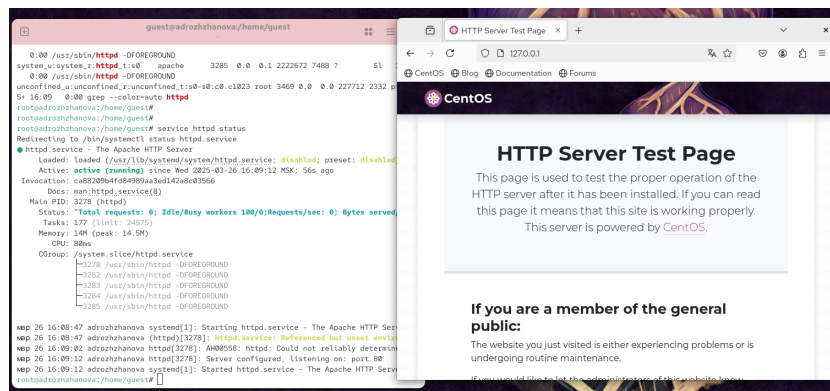 guest@adrozhzhanova:/home/guest
0:00 /usr/sbin/httpd -DFOREGROUND
system_u:system_r:httpd_t:s0    apache      3285  0.0  0.1 2222672 7488 ?        Sl
0:00 /usr/sbin/httpd -DFOREGROUND
unconfined_u:unconfined_r:unconfined_t:s0-s0:c0.c1023 root 3469 0.0  0.0 227712 2332
S+ 16:09   0:00 grep --color=auto httpd
root@adrozhzhanova:/home/guest#
root@adrozhzhanova:/home/guest#
root@adrozhzhanova:/home/guest# service httpd status
Redirecting to /bin/systemctl status httpd.service
● httpd.service - The Apache HTTP Server
Loaded: loaded (/usr/lib/systemd/system/httpd.service; disabled; preset: disabled
Active: active (running) since Wed 2025-03-26 16:09:12 MSK; 56s ago
Invocation: ca88209b4fd84989aa3ed142a8c03566
Docs: man:httpd.service(8)
Main PID: 3278 (httpd)
Status: "Total requests: 0; Idle/Busy workers 100/0;Requests/sec: 0; Bytes served/
Tasks: 177 (limit: 24575)
Memory: 14M (peak: 14.5M)
CPU: 80ms
CGroup: /system.slice/httpd.service
├─3278 /usr/sbin/httpd -DFOREGROUND
├─3282 /usr/sbin/httpd -DFOREGROUND
├─3283 /usr/sbin/httpd -DFOREGROUND
├─3284 /usr/sbin/httpd -DFOREGROUND
└─3285 /usr/sbin/httpd -DFOREGROUND
мар 26 16:08:47 adrozhzhanova systemd[1]: Starting httpd.service - The Apache HTTP Ser
мар 26 16:08:47 adrozhzhanova (httpd)[3278]: httpd.service: Referenced but unset envir
мар 26 16:09:02 adrozhzhanova httpd[3278]: AH00558: httpd: Could not reliably determin
мар 26 16:09:12 adrozhzhanova httpd[3278]: Server configured, listening on: port 80
мар 26 16:09:12 adrozhzhanova systemd[1]: Started httpd.service - The Apache HTTP Serv
root@adrozhzhanova:/home/guest#
HTTP Server Test Page
127.0.0.1
CentOS Blog Documentation Forums
CentOS
HTTP Server Test Page
This page is used to test the proper operation of the
HTTP server after it has been installed. If you can read
this page it means that this site is working properly.
This server is powered by CentOS.
If you are a member of the general
public:
The website you just visited is either experiencing problems or is
undergoing routine maintenance.
If you would like to let the administrators of this website know